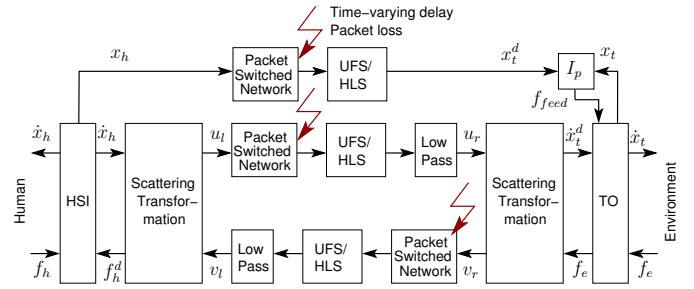 Time-varying delay
Packet loss
x_h
Packet
Switched
Network
UFS/
HLS
x_t^d
I_p
x_t
f_{feed}
ẋ_h
ẋ_h
u_l
Packet
Switched
Network
UFS/
HLS
Low
Pass
u_r
ẋ_t^d
ẋ_t
Human
HSI
Scattering
Transfor-
mation
Scattering
Transfor-
mation
TO
Environment
f_h
f_h^d
v_l
Low
Pass
UFS/
HLS
Packet
Switched
Network
v_r
f_e
f_e